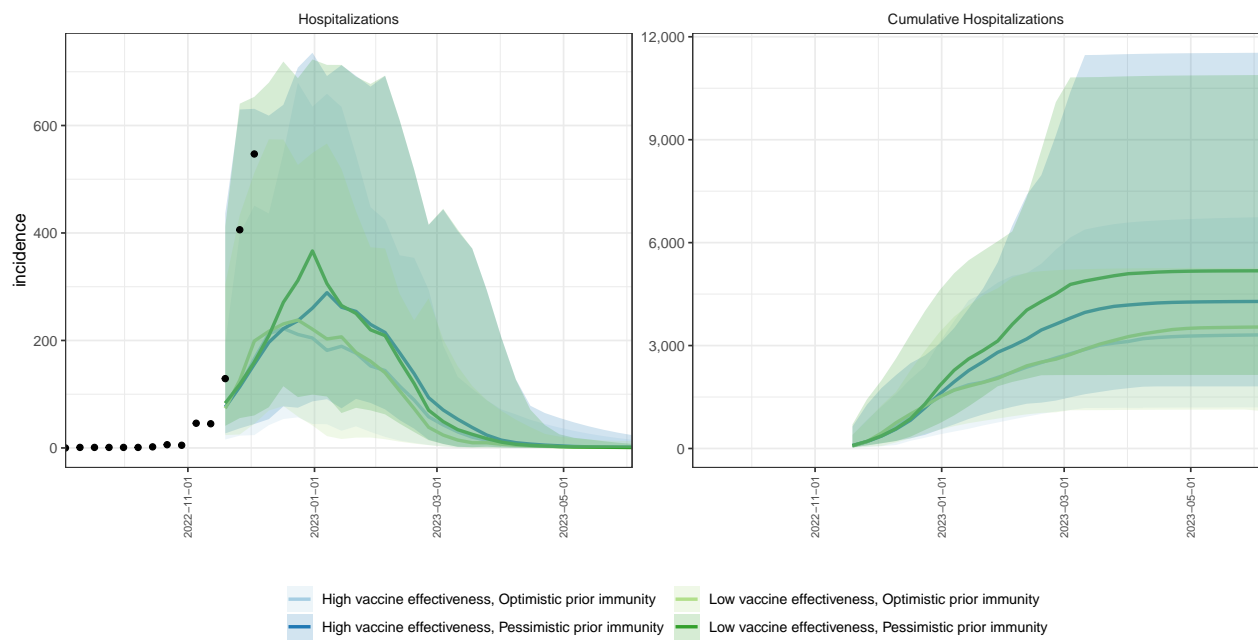 Hospitalizations
Cumulative Hospitalizations
incidence
600
400
200
0
12,000
9,000
6,000
3,000
0
2022−11−01
2023−01−01
2023−03−01
2023−05−01
2022−11−01
2023−01−01
2023−03−01
2023−05−01
High vaccine effectiveness, Optimistic prior immunity
Low vaccine effectiveness, Optimistic prior immunity
High vaccine effectiveness, Pessimistic prior immunity
Low vaccine effectiveness, Pessimistic prior immunity